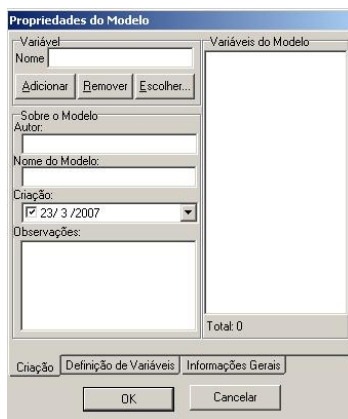 Propriedades do Modelo
Variável
Nome
Adicionar
Remover
Escolher...
Sobre o Modelo
Autor:
Nome do Modelo:
Criação:
23/ 3 /2007
Observações:
Variáveis do Modelo
Total: 0
Criação
Definição de Variáveis
Informações Gerais
OK
Cancelar